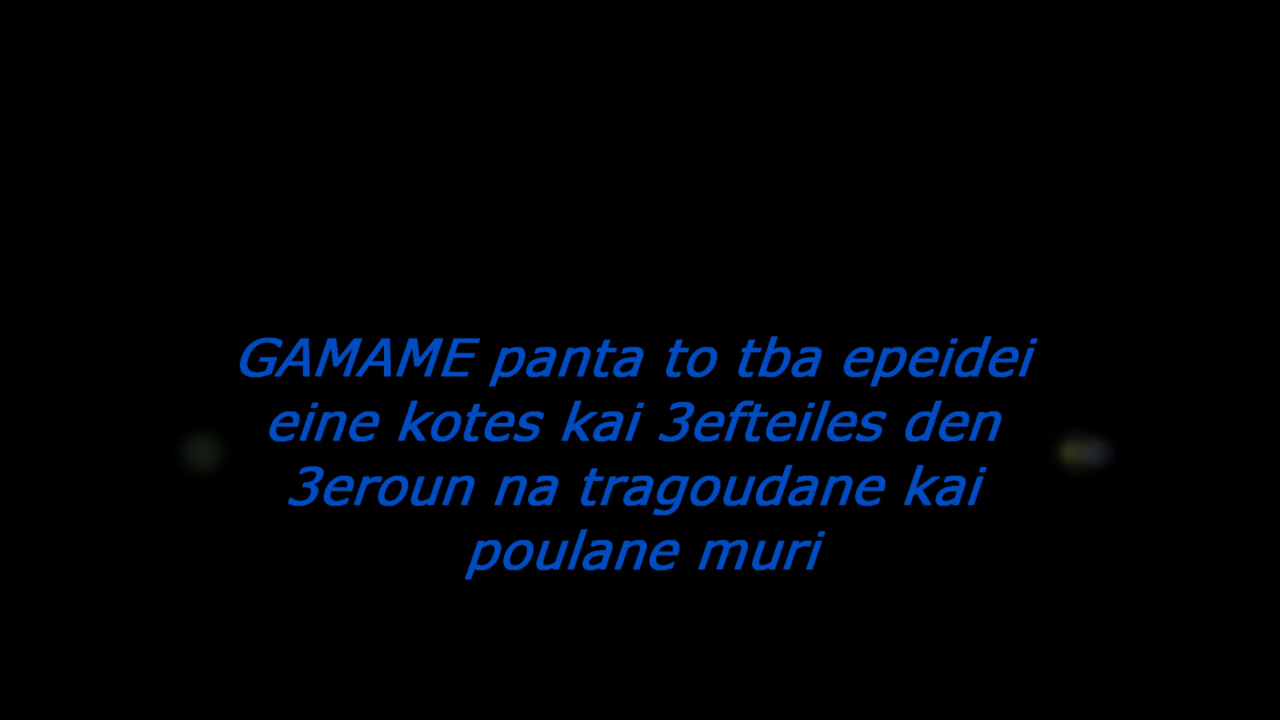 GAMAME panta to tba epeidei
eine kotes kai 3efteiles den
3eroun na tragoudane kai
poulane muri